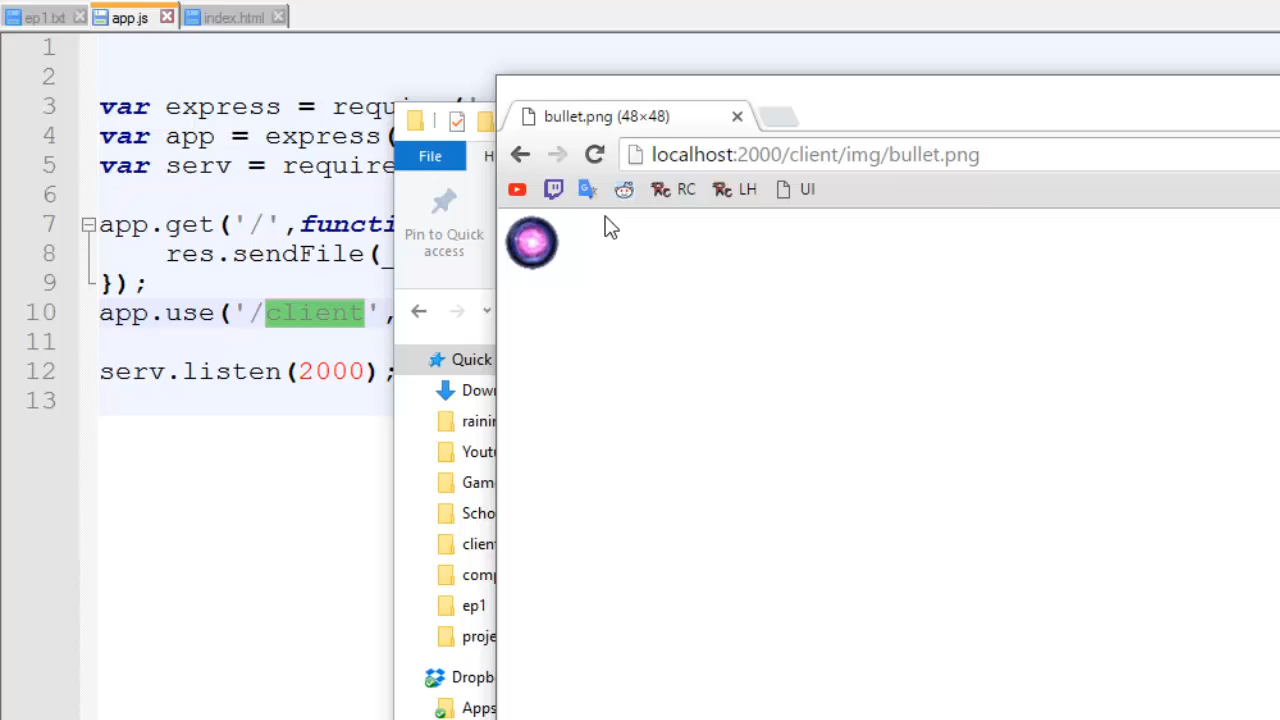 ep1.txt app.js index.html
1
2
3 var express = requi
4 var app = express(
5 var serv = require
6
7 app.get('/',functi
8 res.sendFile(_
9 });
10 app.use('/client',
11
12 serv.listen(2000);
13
File H
Pin to Quick
access
Quick
Dow
raini
Youtu
Gam
Scho
clien
comp
ep1
proje
Dropb
Apps
bullet.png (48×48)
localhost:2000/client/img/bullet.png
RC LH UI